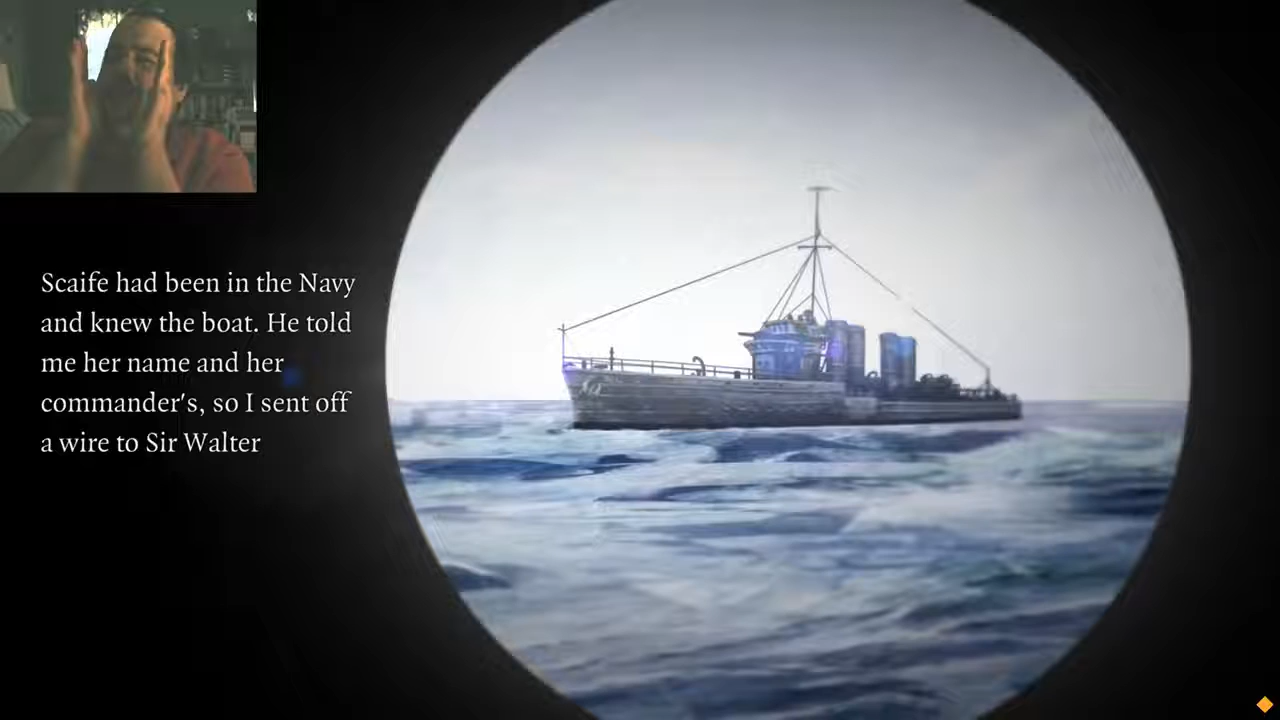 Scaife had been in the Navy
and knew the boat. He told
me her name and her
commander's, so I sent off
a wire to Sir Walter